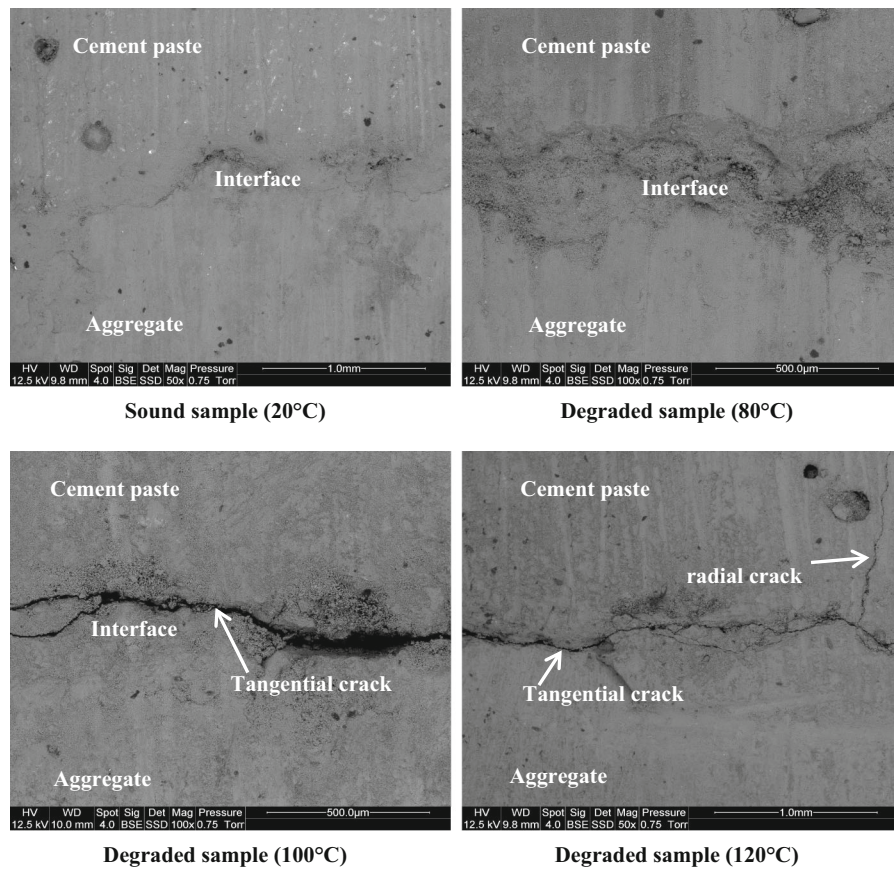 Cement paste
Interface
Aggregate
HV WD Spot Sig Det Mag Pressure 1.0mm
12.5 kV 9.8 mm 4.0 BSE SSD 50x 0.75 Torr
Sound sample (20°C)
Cement paste
Interface
Aggregate
HV WD Spot Sig Det Mag Pressure 500.0µm
12.5 kV 9.8 mm 4.0 BSE SSD 100x 0.75 Torr
Degraded sample (80°C)
Cement paste
Interface
Tangential crack
Aggregate
HV WD Spot Sig Det Mag Pressure 500.0µm
12.5 kV 10.0 mm 4.0 BSE SSD 100x 0.75 Torr
Degraded sample (100°C)
Cement paste
radial crack
Tangential crack
Aggregate
HV WD Spot Sig Det Mag Pressure 1.0mm
12.5 kV 9.8 mm 4.0 BSE SSD 50x 0.75 Torr
Degraded sample (120°C)